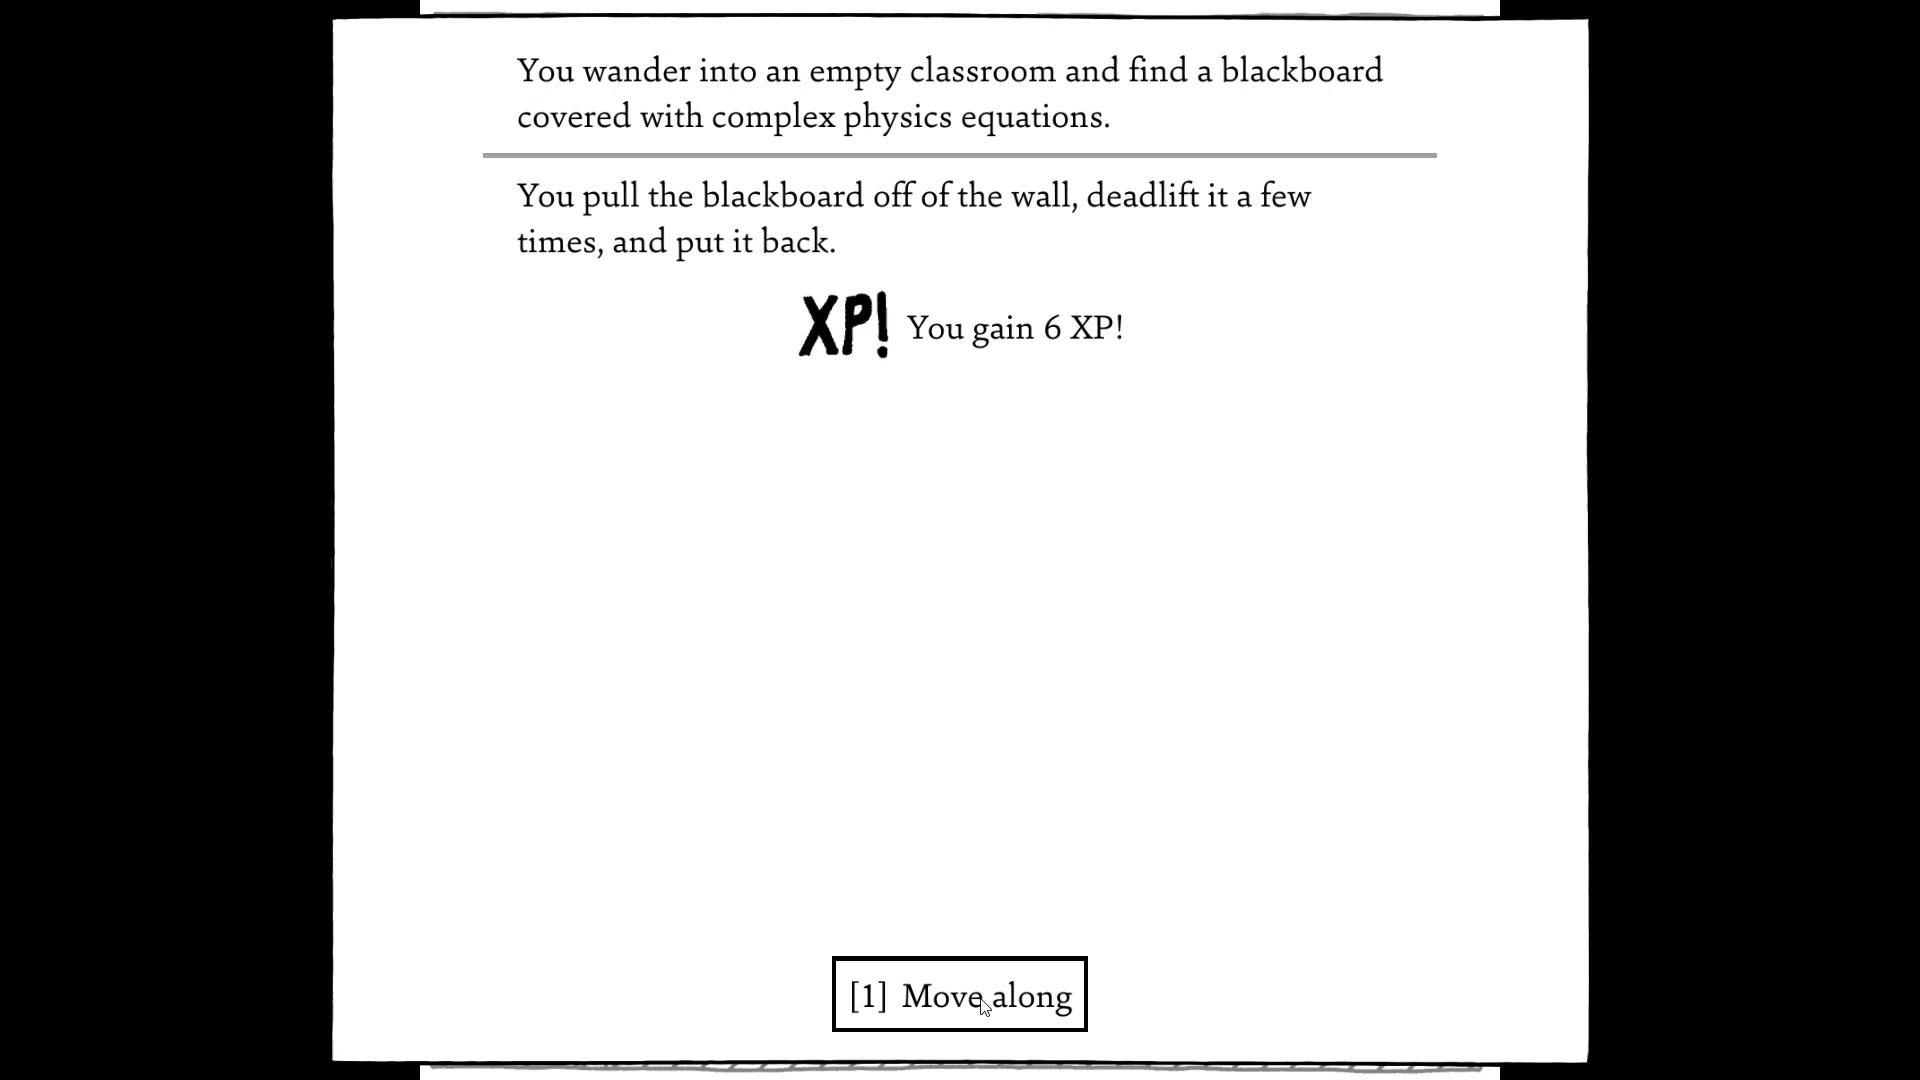 You wander into an empty classroom and find a blackboard
covered with complex physics equations.
You pull the blackboard off of the wall, deadlift it a few
times, and put it back.
XP! You gain 6 XP!
[1] Move along